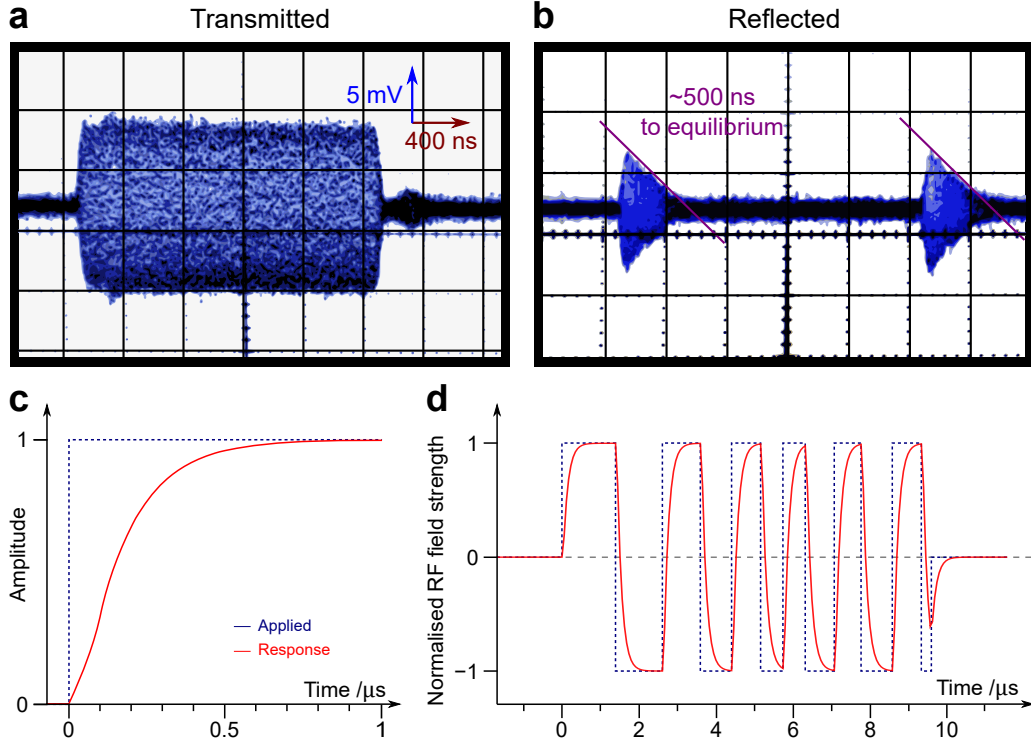 a
Transmitted
5 mV
400 ns
b
Reflected
~500 ns
to equilibrium
c
Amplitude
1
0
Applied
Response
Time /μs
0
0.5
1
d
Normalised RF field strength
1
0
−1
Time /μs
0
2
4
6
8
10